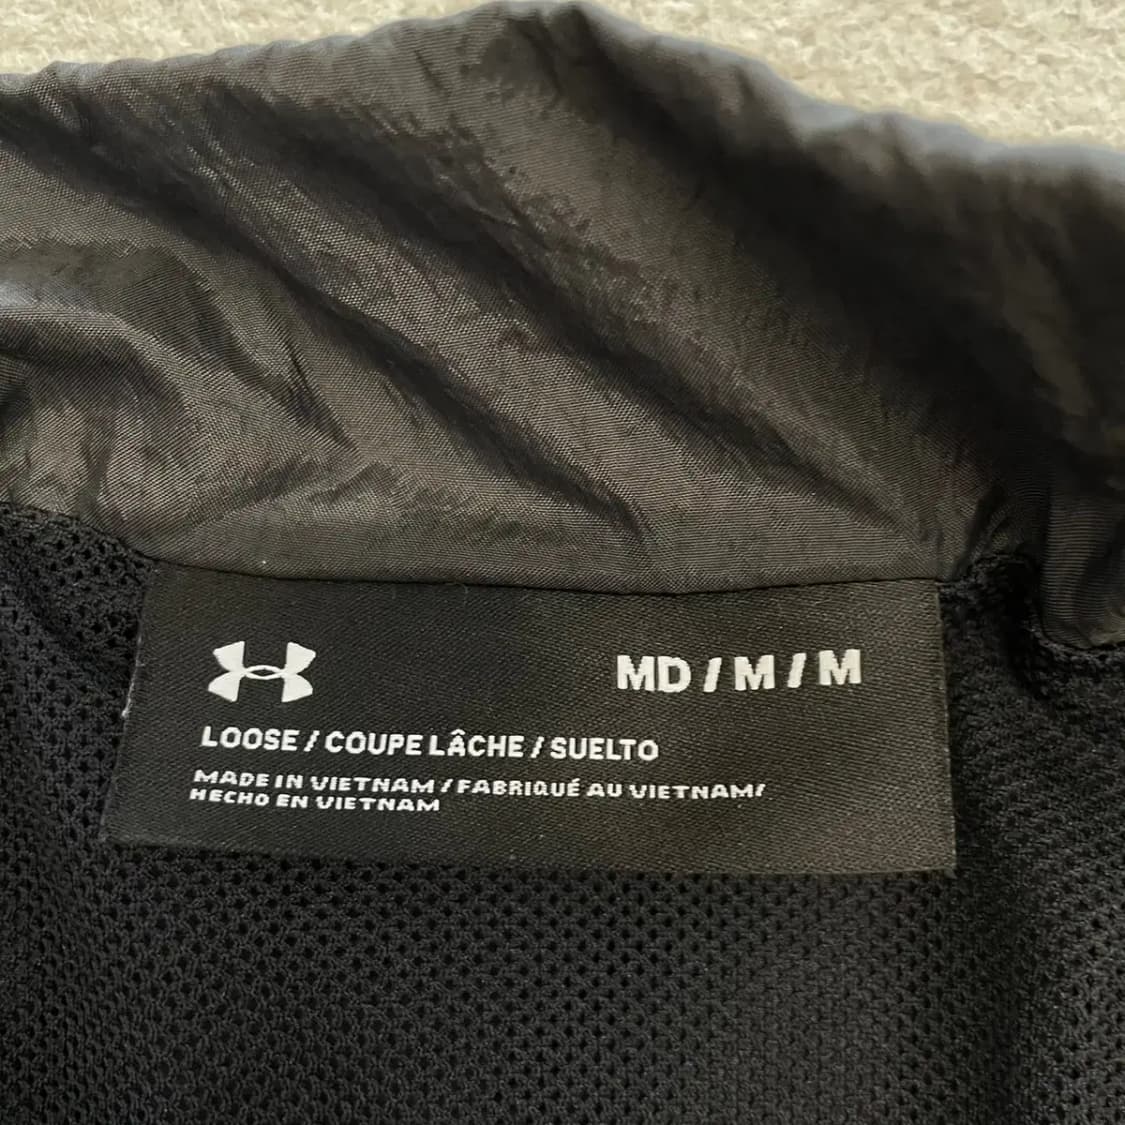 MD / M / M
LOOSE / COUPE LÂCHE / SUELTO
MADE IN VIETNAM / FABRIQUÉ AU VIETNAM/
HECHO EN VIETNAM